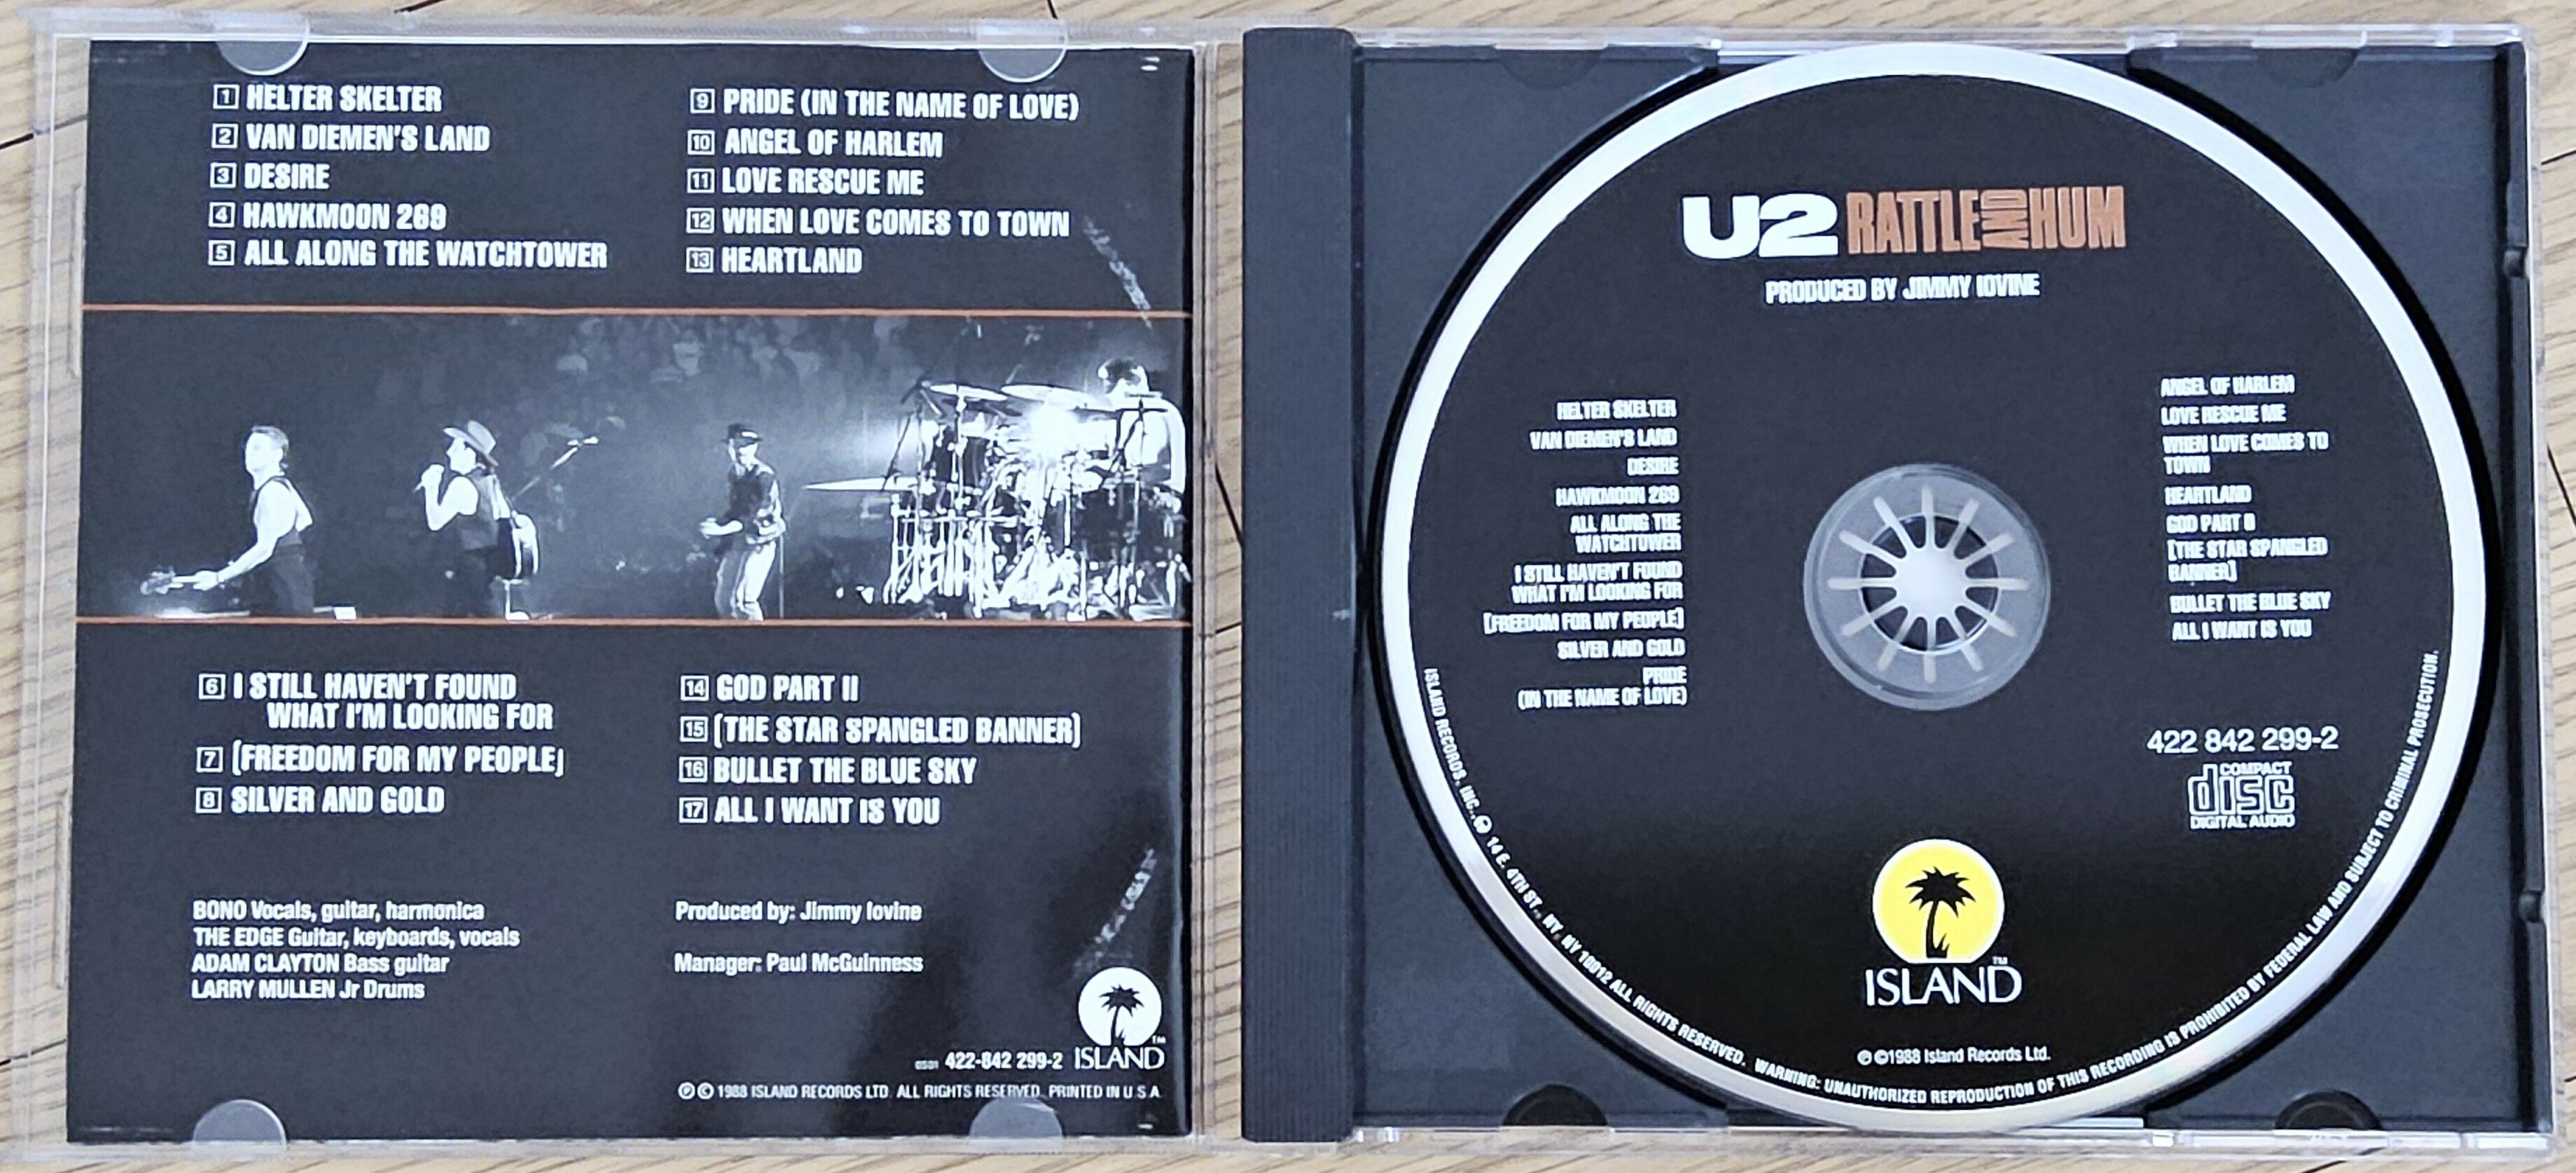 1 HELTER SKELTER
2 VAN DIEMEN'S LAND
3 DESIRE
4 HAWKMOON 269
5 ALL ALONG THE WATCHTOWER
9 PRIDE (IN THE NAME OF LOVE)
10 ANGEL OF HARLEM
11 LOVE RESCUE ME
12 WHEN LOVE COMES TO TOWN
13 HEARTLAND
6 I STILL HAVEN'T FOUND
WHAT I'M LOOKING FOR
7 [FREEDOM FOR MY PEOPLE]
8 SILVER AND GOLD
14 GOD PART II
15 [THE STAR SPANGLED BANNER]
16 BULLET THE BLUE SKY
17 ALL I WANT IS YOU
BONO Vocals, guitar, harmonica
THE EDGE Guitar, keyboards, vocals
ADAM CLAYTON Bass guitar
LARRY MULLEN Jr Drums
Produced by: Jimmy Iovine
Manager: Paul McGuinness
422-842 299-2 ISLAND TM
℗ © 1988 ISLAND RECORDS LTD. ALL RIGHTS RESERVED. PRINTED IN U S A.
U2 RATTLE AND HUM
PRODUCED BY JIMMY IOVINE
HELTER SKELTER
VAN DIEMEN'S LAND
DESIRE
HAWKMOON 269
ALL ALONG THE
WATCHTOWER
I STILL HAVEN'T FOUND
WHAT I'M LOOKING FOR
[FREEDOM FOR MY PEOPLE]
SILVER AND GOLD
PRIDE
(IN THE NAME OF LOVE)
ANGEL OF HARLEM
LOVE RESCUE ME
WHEN LOVE COMES TO
TOWN
HEARTLAND
GOD PART II
[THE STAR SPANGLED
BANNER]
BULLET THE BLUE SKY
ALL I WANT IS YOU
422 842 299-2
COMPACT
disc
DIGITAL AUDIO
ISLAND TM
℗ ©1988 Island Records Ltd.
ISLAND RECORDS, INC., 14 E. 4TH ST., NY, NY 10012 ALL RIGHTS RESERVED. WARNING: UNAUTHORIZED REPRODUCTION OF THIS RECORDING IS PROHIBITED BY FEDERAL LAW AND SUBJECT TO CRIMINAL PROSECUTION.